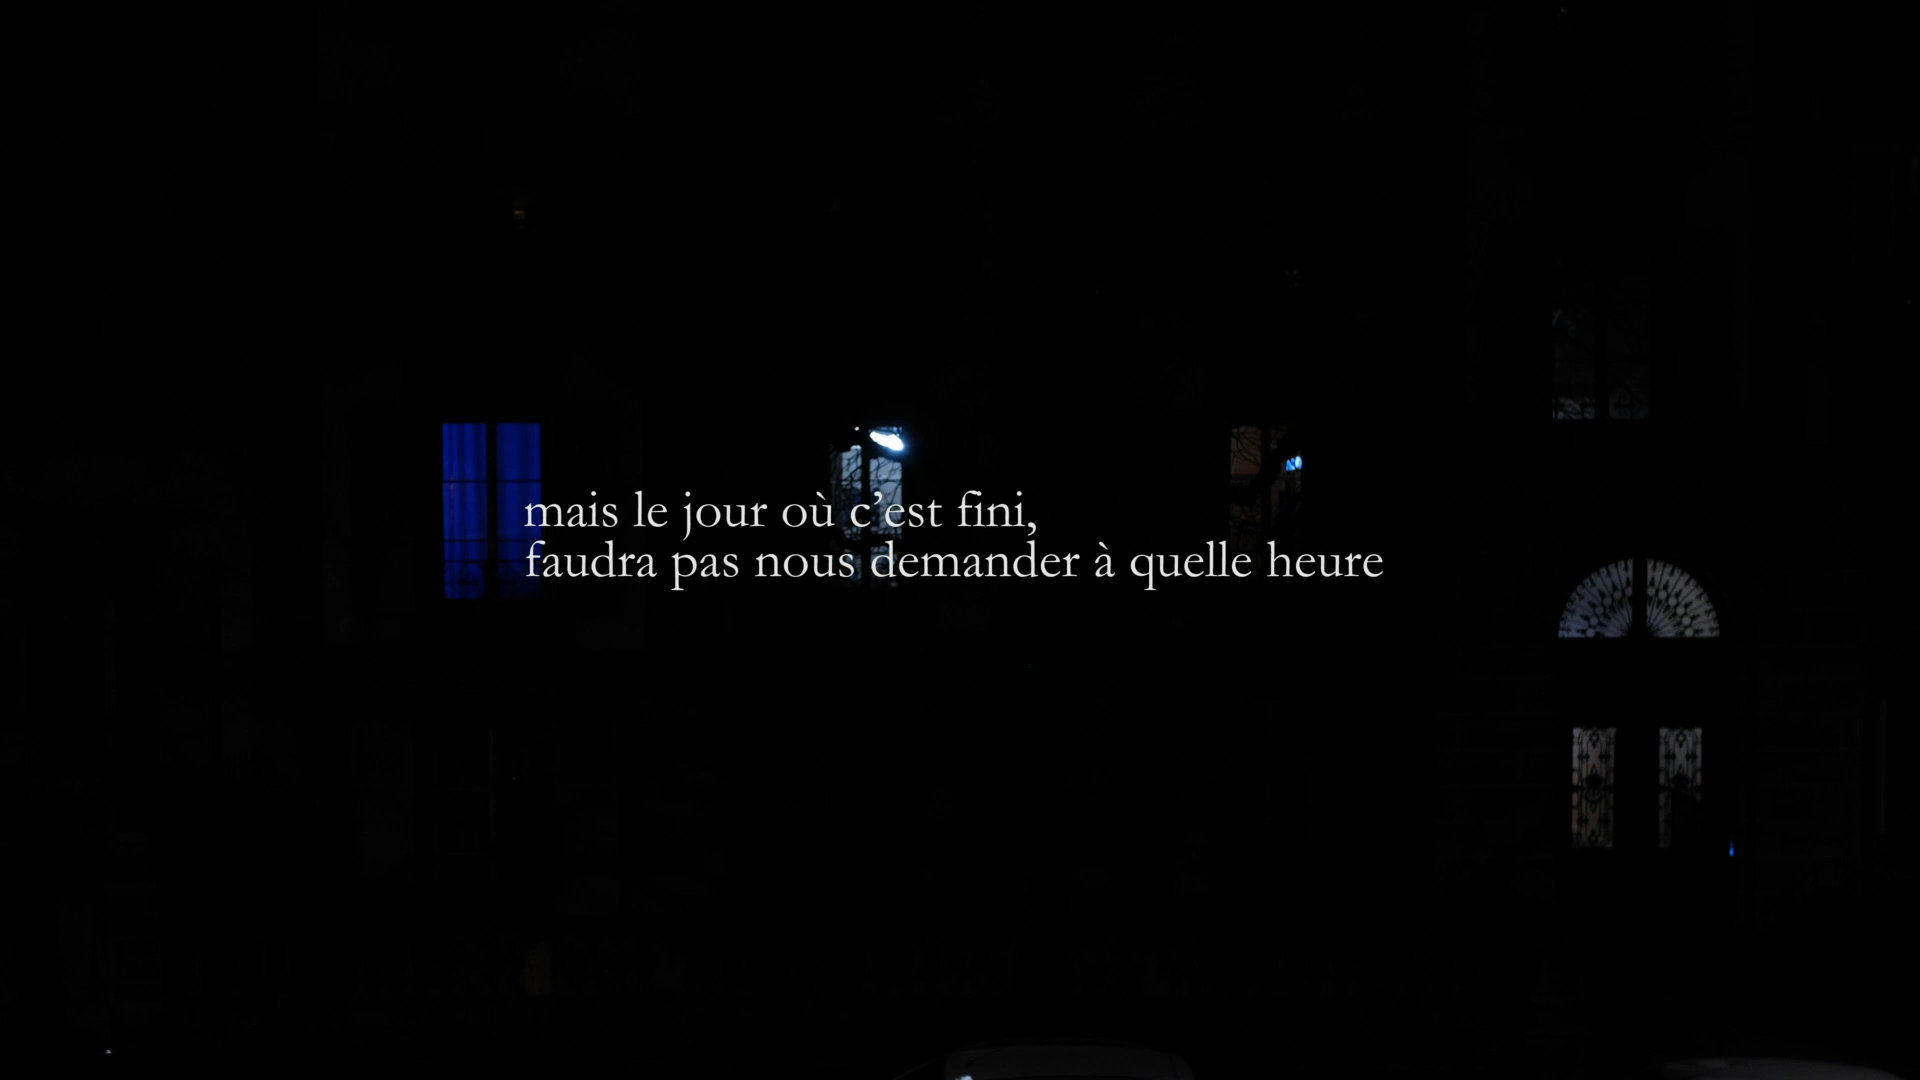 mais le jour où c’est fini,
faudra pas nous demander à quelle heure